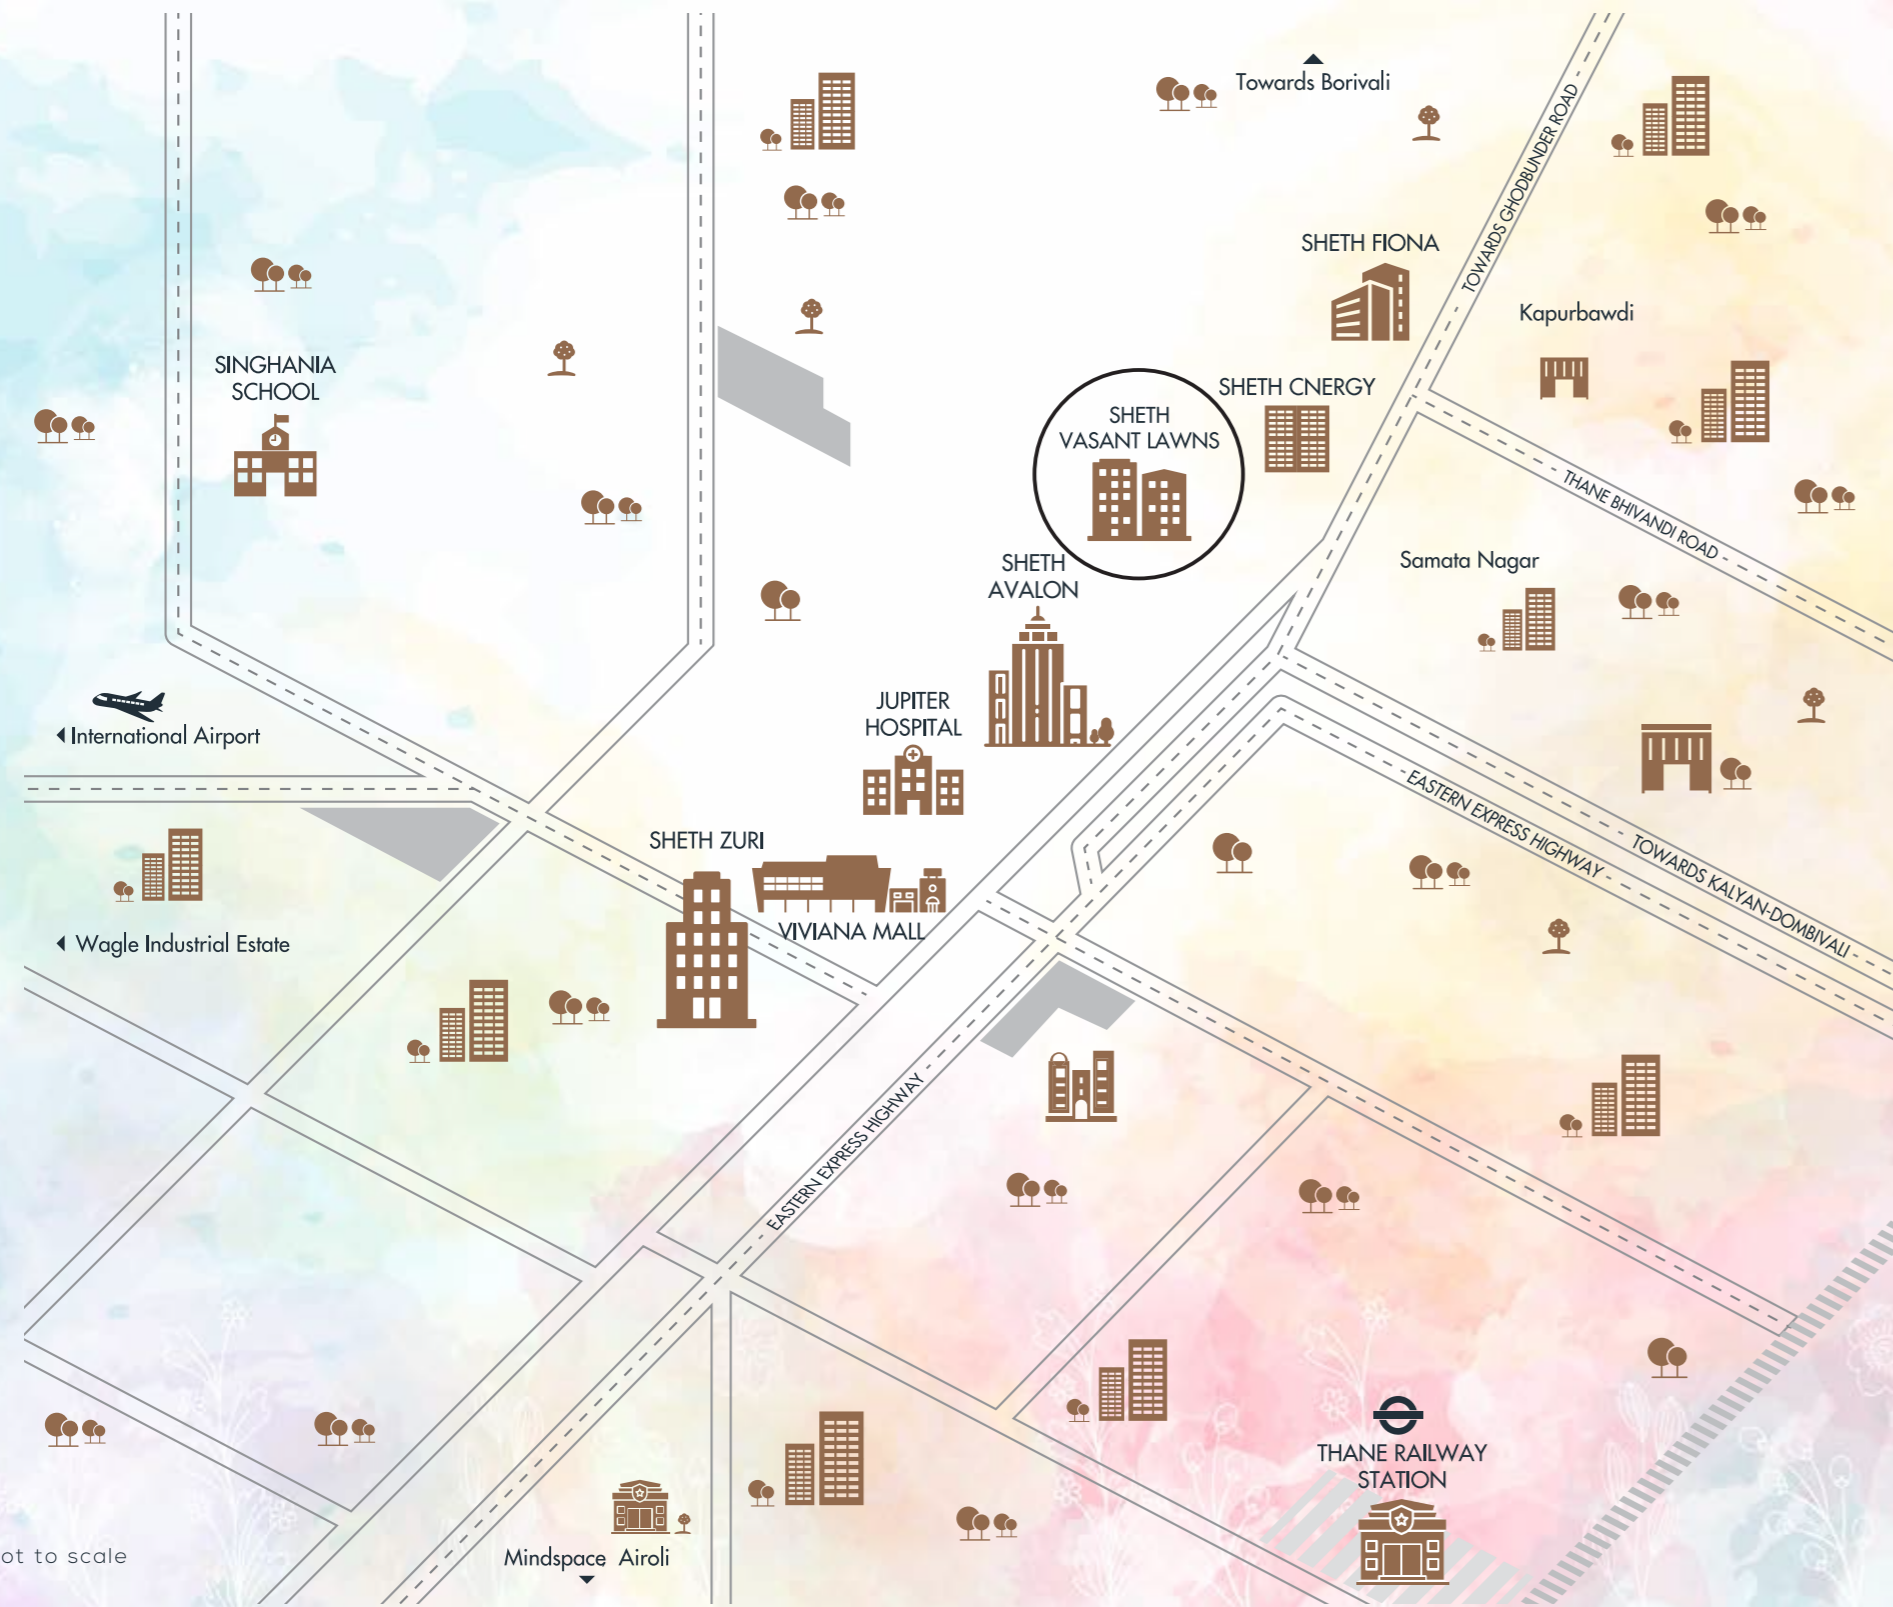 Towards Borivali
TOWARDS GHODBUNDER ROAD
SHETH FIONA
Kapurbawdi
SINGHANIA
SCHOOL
SHETH CNERGY
SHETH
VASANT LAWNS
THANE BHIVANDI ROAD
Samata Nagar
SHETH
AVALON
JUPITER
HOSPITAL
International Airport
EASTERN EXPRESS HIGHWAY
TOWARDS KALYAN-DOMBIVALI
SHETH ZURI
VIVIANA MALL
Wagle Industrial Estate
EASTERN EXPRESS HIGHWAY
THANE RAILWAY
STATION
Mindspace Airoli
ot to scale